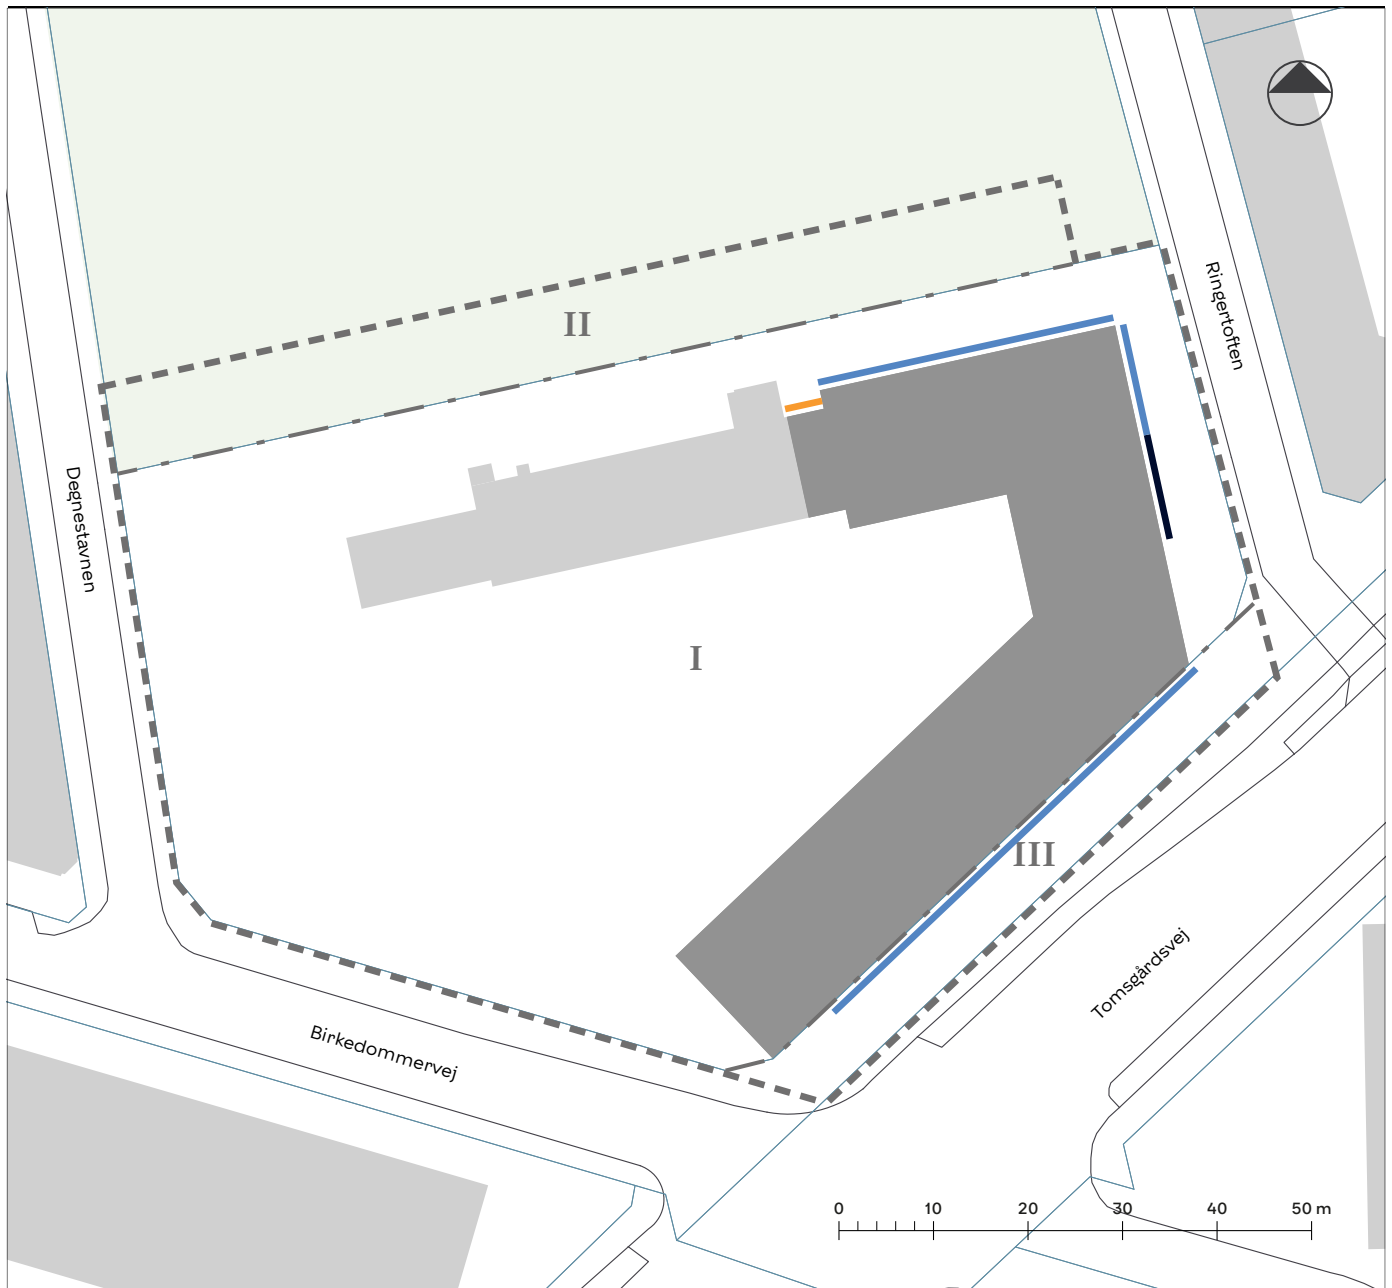 Ringertoften
II
Degnestavnen
I
III
Tomsgårdsvej
Birkedommervej
0 10 20 30 40 50 m